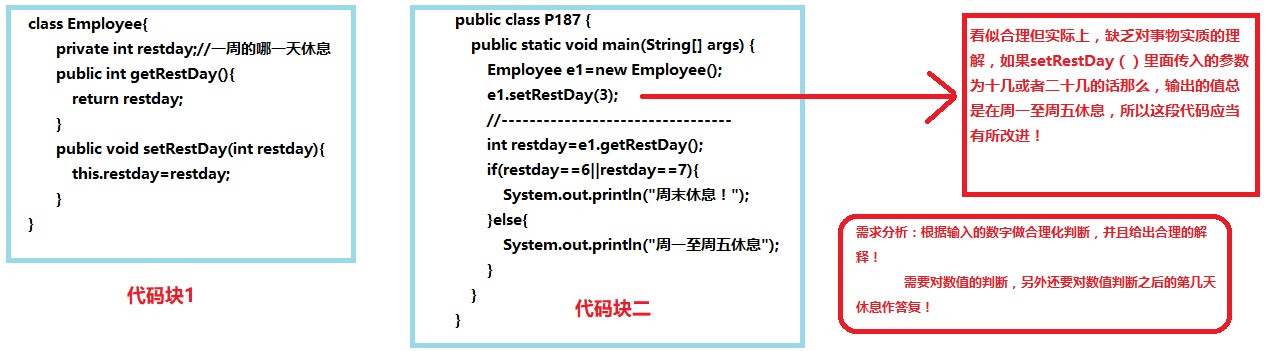 class Employee{
private int restday;//一周的哪一天休息
public int getRestDay(){
return restday;
}
public void setRestDay(int restday){
this.restday=restday;
}
}
代码块1
public class P187 {
public static void main(String[] args) {
Employee e1=new Employee();
e1.setRestDay(3);
//----------------------------------
int restday=e1.getRestDay();
if(restday==6||restday==7){
System.out.println("周末休息！");
}else{
System.out.println("周一至周五休息");
}
}
}
代码块二
看似合理但实际上，缺乏对事物实质的理
解，如果setRestDay（）里面传入的参数
为十几或者二十几的话那么，输出的值总
是在周一至周五休息，所以这段代码应当
有所改进！
需求分析：根据输入的数字做合理化判断，并且给出合理的解
释！
需要对数值的判断，另外还要对数值判断之后的第几天
休息作答复！